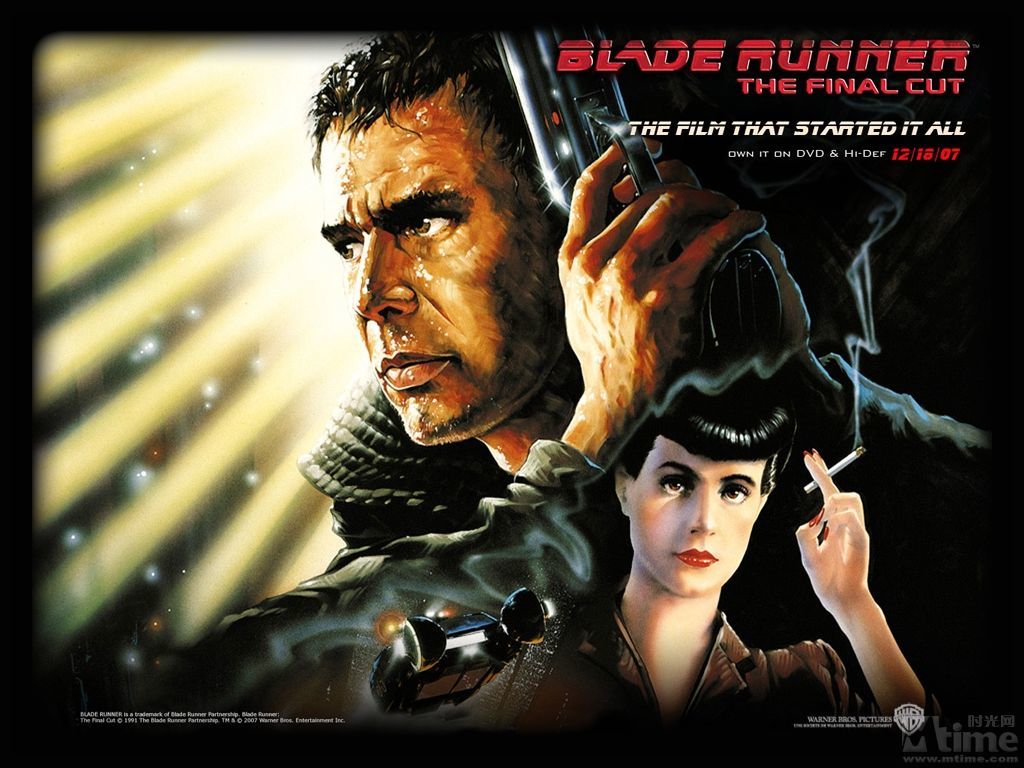 BLADE RUNNER™
THE FINAL CUT
THE FILM THAT STARTED IT ALL
OWN IT ON DVD & HI-DEF 12/18/07
BLADE RUNNER is a trademark of Blade Runner Partnership. Blade Runner:
The Final Cut © 1991 The Blade Runner Partnership. TM & © 2007 Warner Bros. Entertainment Inc.
WARNER BROS. PICTURES
WB
时光网
Mtime
www.mtime.com